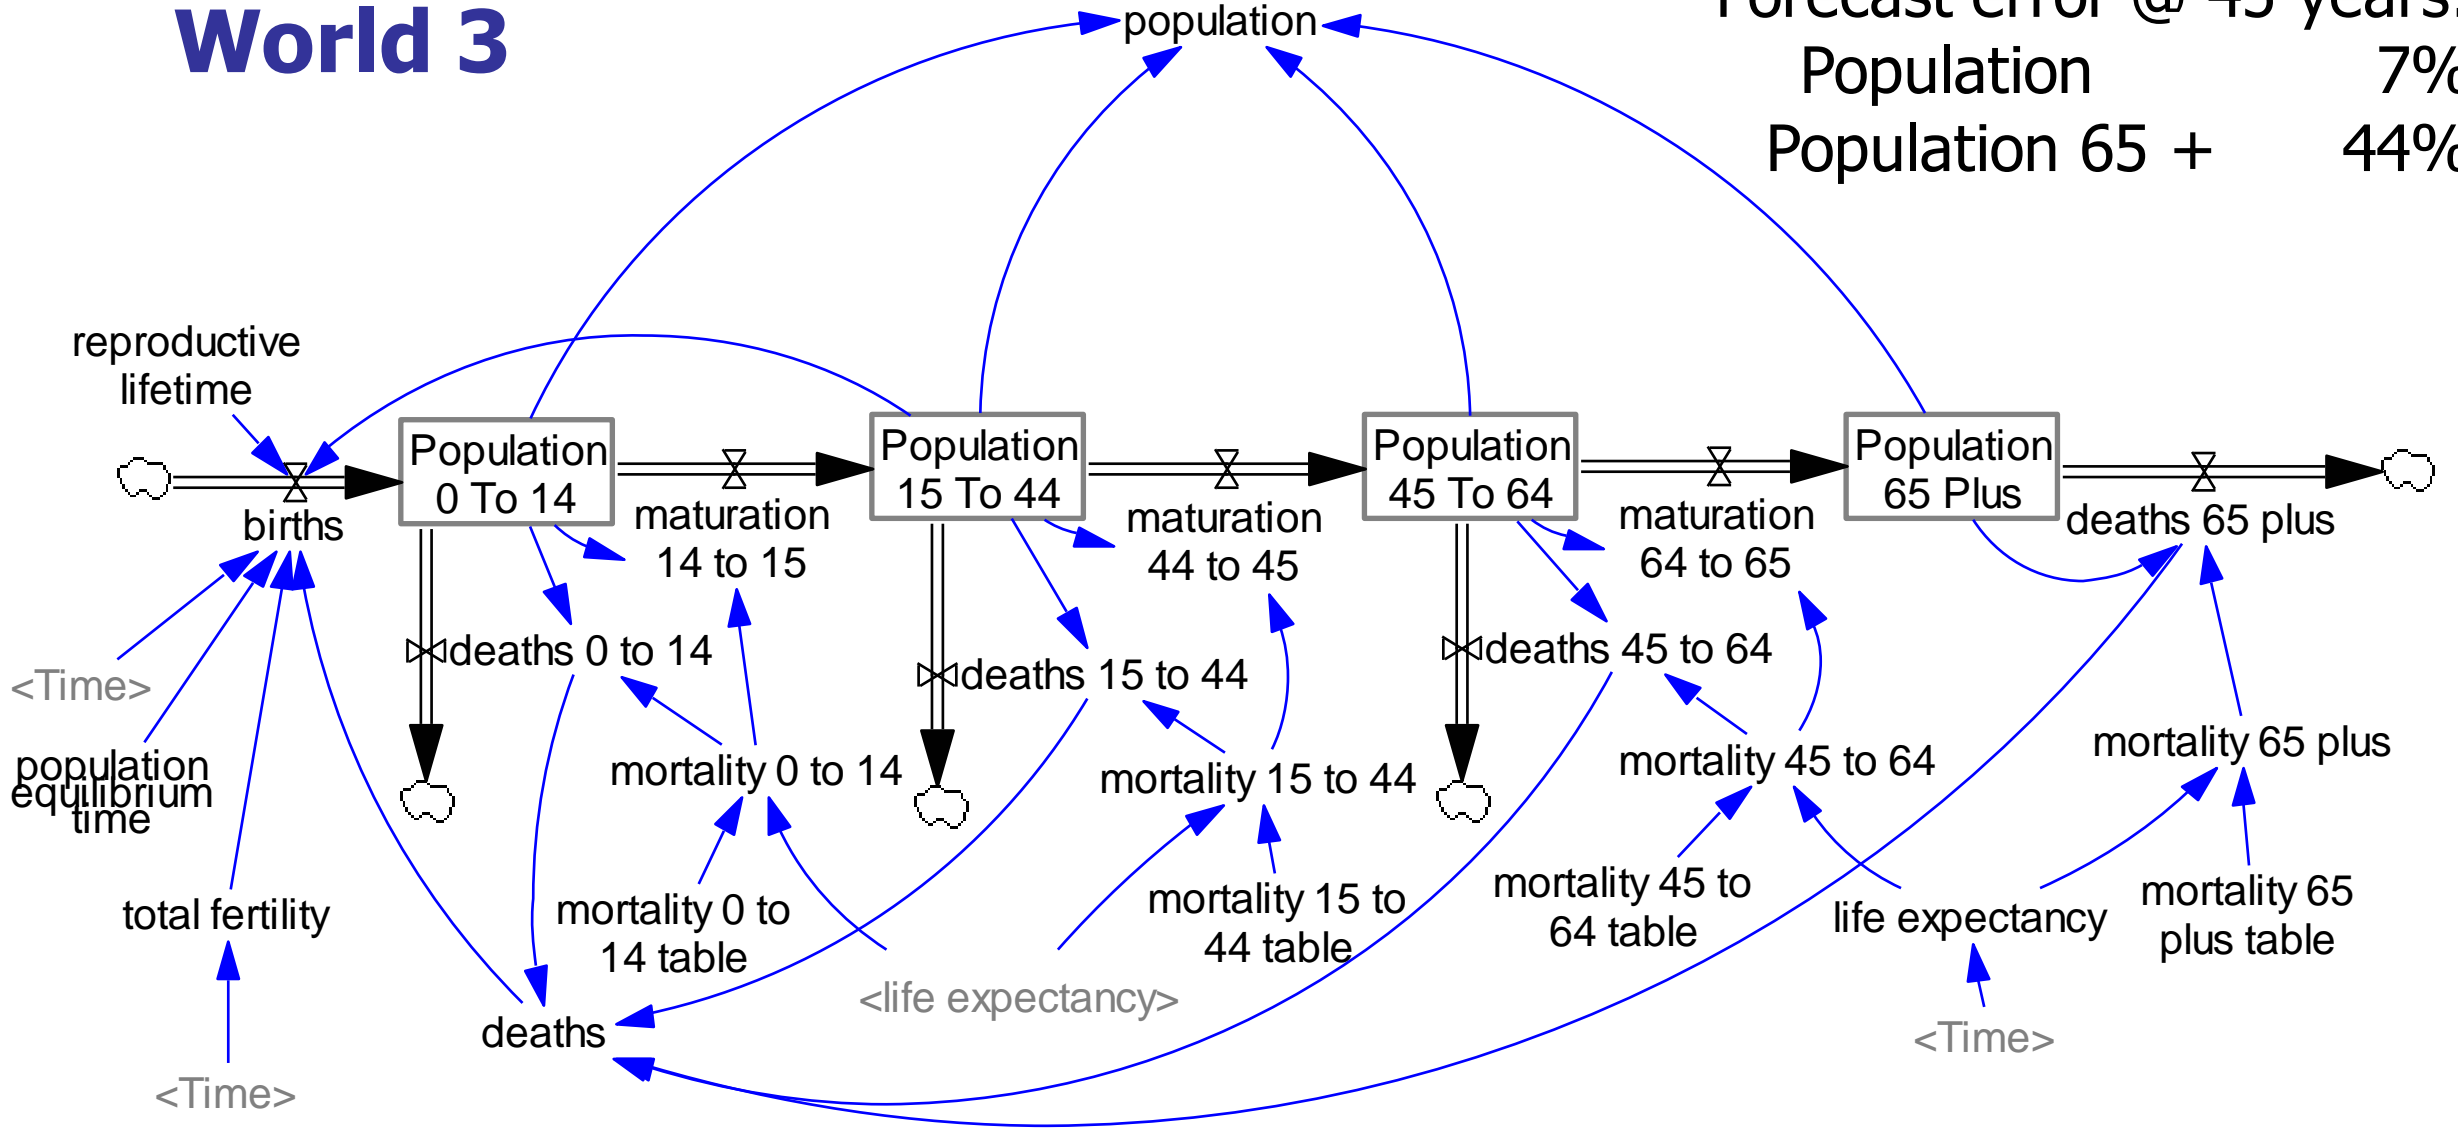 World 3
population
Forecast error @ 45 years:
Population 7%
Population 65 + 44%
reproductive
lifetime
Population
0 To 14
Population
15 To 44
Population
45 To 64
Population
65 Plus
births
maturation
14 to 15
maturation
44 to 45
maturation
64 to 65
deaths 65 plus
<Time>
deaths 0 to 14
deaths 15 to 44
deaths 45 to 64
population
equilibrium
time
mortality 0 to 14
mortality 15 to 44
mortality 45 to 64
mortality 65 plus
total fertility
mortality 0 to
14 table
mortality 15 to
44 table
mortality 45 to
64 table
life expectancy
mortality 65
plus table
<life expectancy>
deaths
<Time>
<Time>